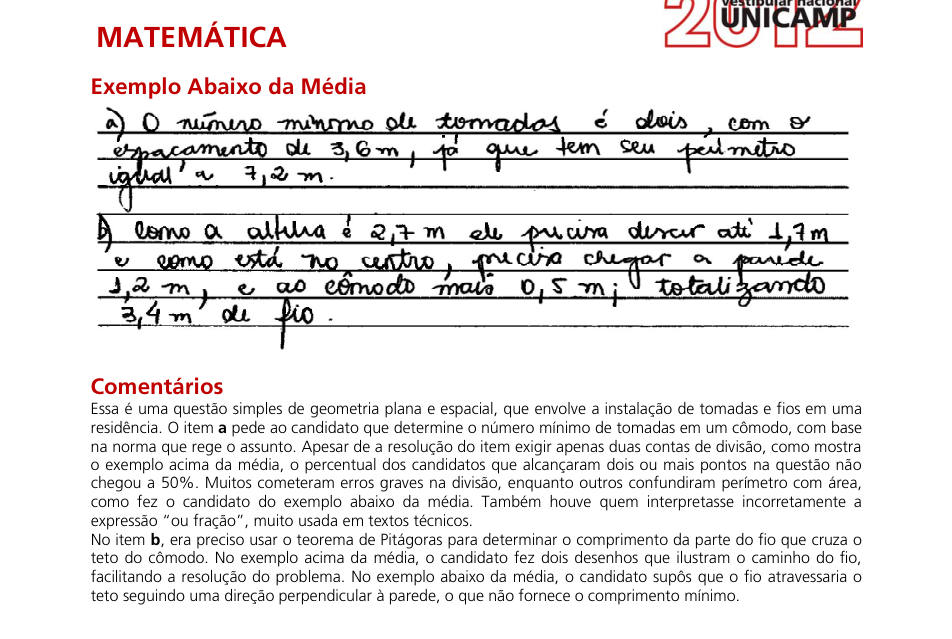 vestibular nacional
2012
UNICAMP
MATEMÁTICA
Exemplo Abaixo da Média
a) O número mínimo de tomadas é dois, com o
espaçamento de 3,6 m, já que tem seu perímetro
igual a 7,2 m.
b) Como a altura é 2,7 m ele precisa descer até 1,7 m
e como está no centro, precisa chegar a parede
1,2 m, e ao cômodo mais 0,5 m; totalizando
3,4 m de fio.
Comentários
Essa é uma questão simples de geometria plana e espacial, que envolve a instalação de tomadas e fios em uma
residência. O item a pede ao candidato que determine o número mínimo de tomadas em um cômodo, com base
na norma que rege o assunto. Apesar de a resolução do item exigir apenas duas contas de divisão, como mostra
o exemplo acima da média, o percentual dos candidatos que alcançaram dois ou mais pontos na questão não
chegou a 50%. Muitos cometeram erros graves na divisão, enquanto outros confundiram perímetro com área,
como fez o candidato do exemplo abaixo da média. Também houve quem interpretasse incorretamente a
expressão “ou fração”, muito usada em textos técnicos.
No item b, era preciso usar o teorema de Pitágoras para determinar o comprimento da parte do fio que cruza o
teto do cômodo. No exemplo acima da média, o candidato fez dois desenhos que ilustram o caminho do fio,
facilitando a resolução do problema. No exemplo abaixo da média, o candidato supôs que o fio atravessaria o
teto seguindo uma direção perpendicular à parede, o que não fornece o comprimento mínimo.